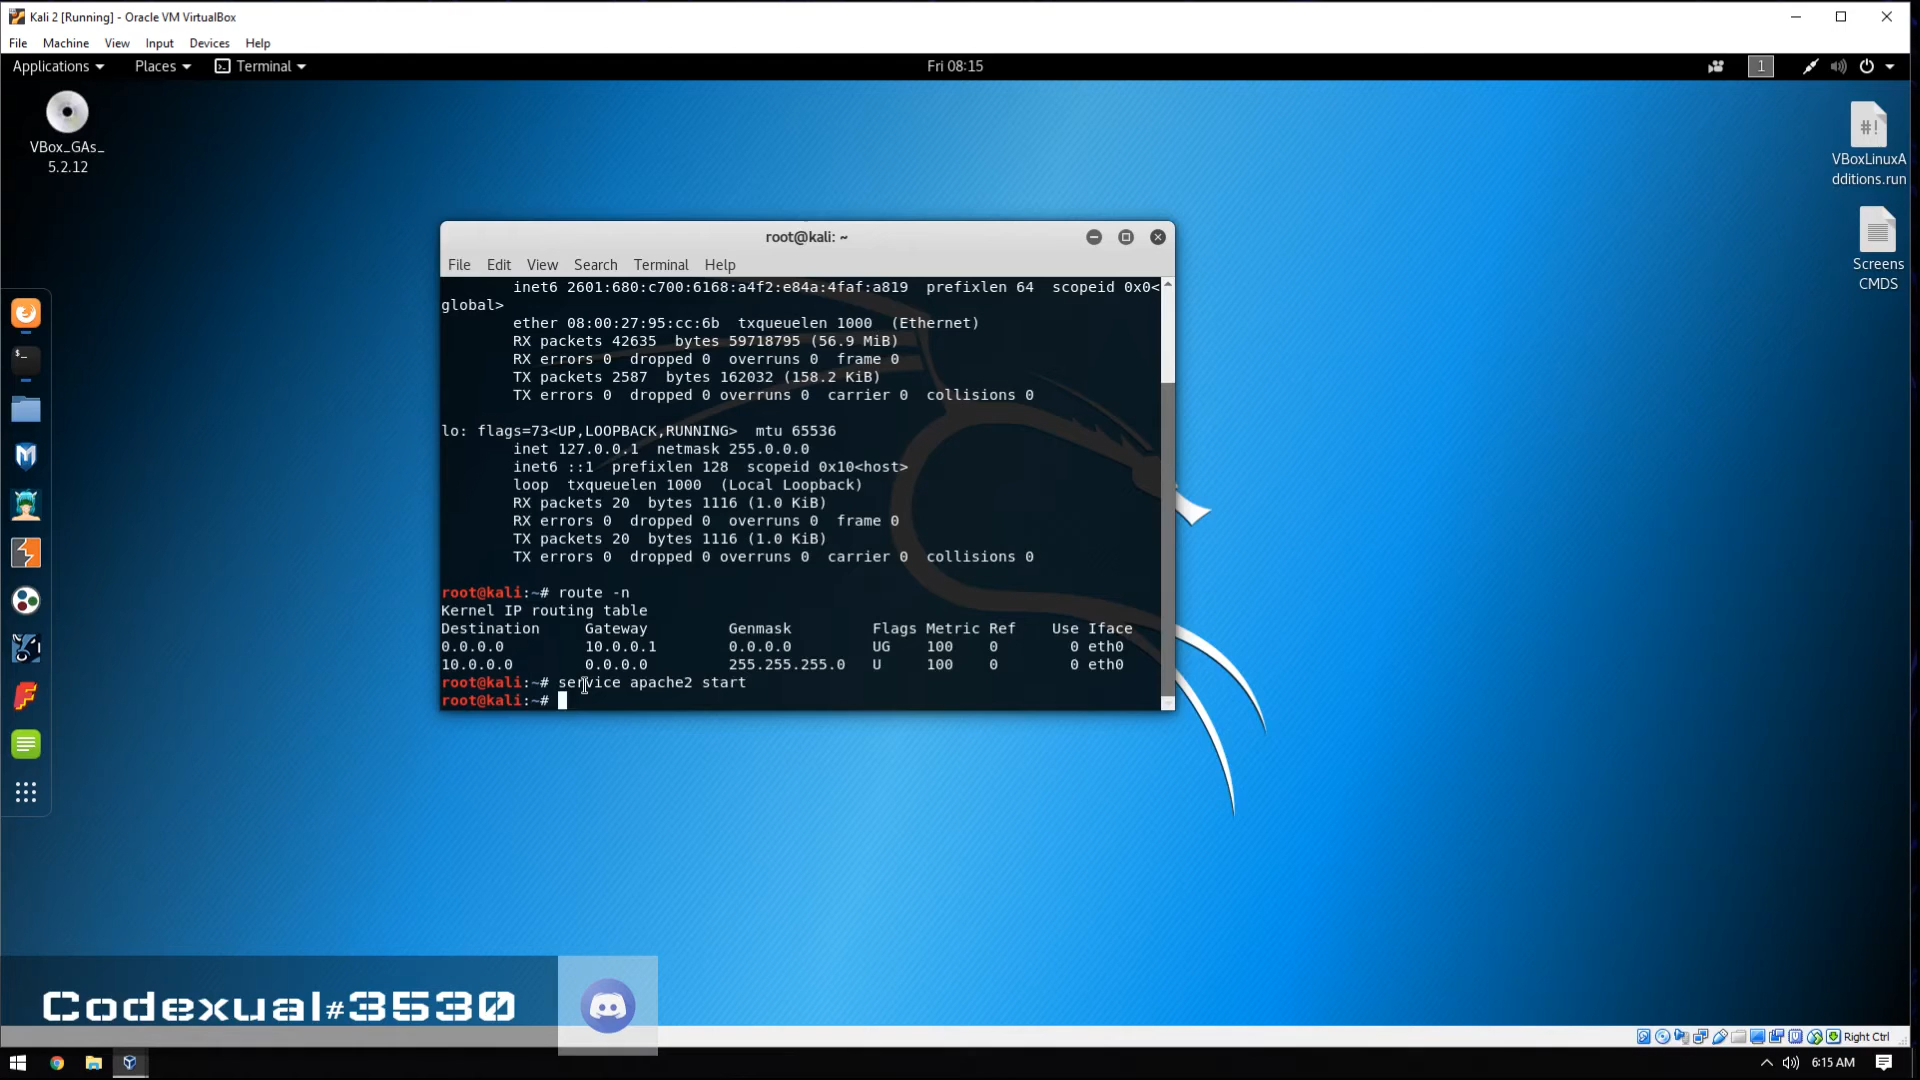 Kali 2 [Running] - Oracle VM VirtualBox
File Machine View Input Devices Help
Applications Places Terminal Fri 08:15 1
VBox_GAs_
5.2.12
#!
VBoxLinuxA
dditions.run
Screens
CMDS
root@kali: ~
File Edit View Search Terminal Help
inet6 2601:680:c700:6168:a4f2:e84a:4faf:a819 prefixlen 64 scopeid 0x0<
global>
ether 08:00:27:95:cc:6b txqueuelen 1000 (Ethernet)
RX packets 42635 bytes 59718795 (56.9 MiB)
RX errors 0 dropped 0 overruns 0 frame 0
TX packets 2587 bytes 162032 (158.2 KiB)
TX errors 0 dropped 0 overruns 0 carrier 0 collisions 0
lo: flags=73<UP,LOOPBACK,RUNNING> mtu 65536
inet 127.0.0.1 netmask 255.0.0.0
inet6 ::1 prefixlen 128 scopeid 0x10<host>
loop txqueuelen 1000 (Local Loopback)
RX packets 20 bytes 1116 (1.0 KiB)
RX errors 0 dropped 0 overruns 0 frame 0
TX packets 20 bytes 1116 (1.0 KiB)
TX errors 0 dropped 0 overruns 0 carrier 0 collisions 0
root@kali:~# route -n
Kernel IP routing table
Destination Gateway Genmask Flags Metric Ref Use Iface
0.0.0.0 10.0.0.1 0.0.0.0 UG 100 0 0 eth0
10.0.0.0 0.0.0.0 255.255.255.0 U 100 0 0 eth0
root@kali:~# service apache2 start
root@kali:~#
Codexual#3530
Right Ctrl
6:15 AM